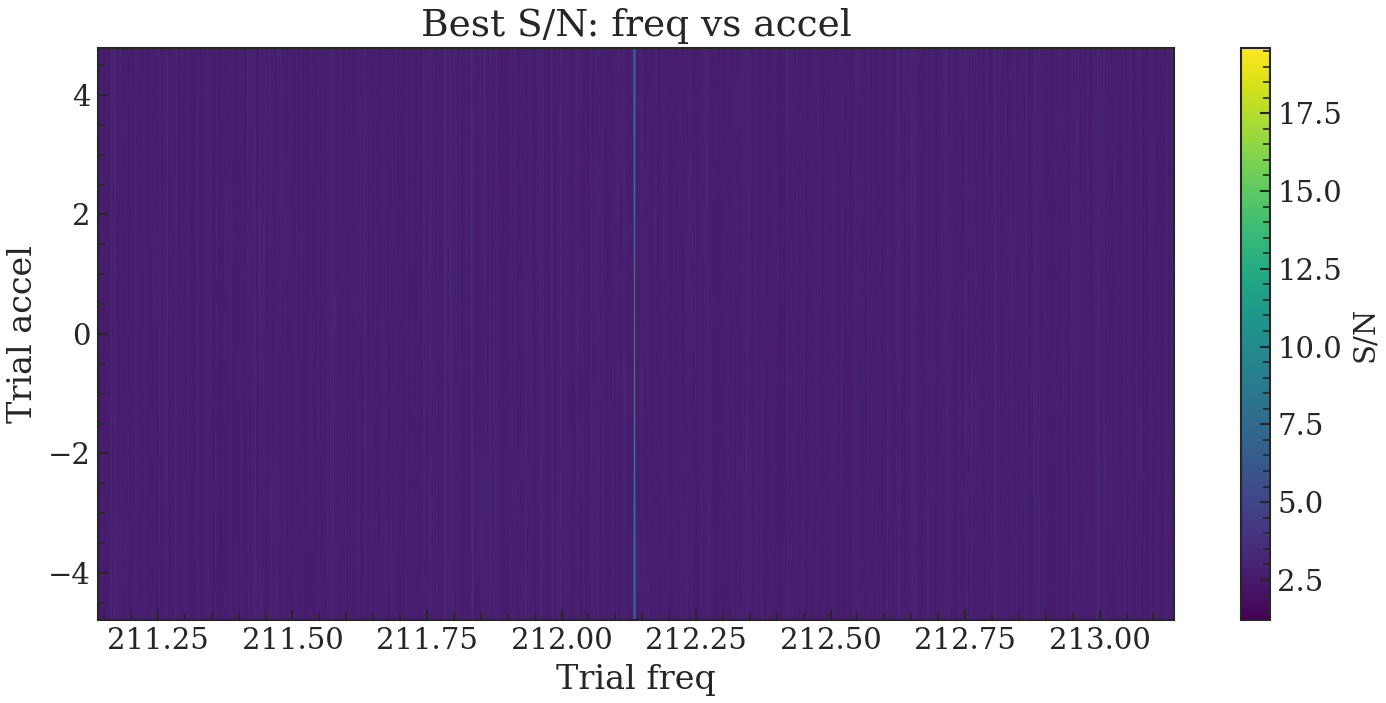 Best S/N: freq vs accel
4
2
0
−2
−4
Trial accel
211.25 211.50 211.75 212.00 212.25 212.50 212.75 213.00
Trial freq
17.5
15.0
12.5
10.0
7.5
5.0
2.5
S/N